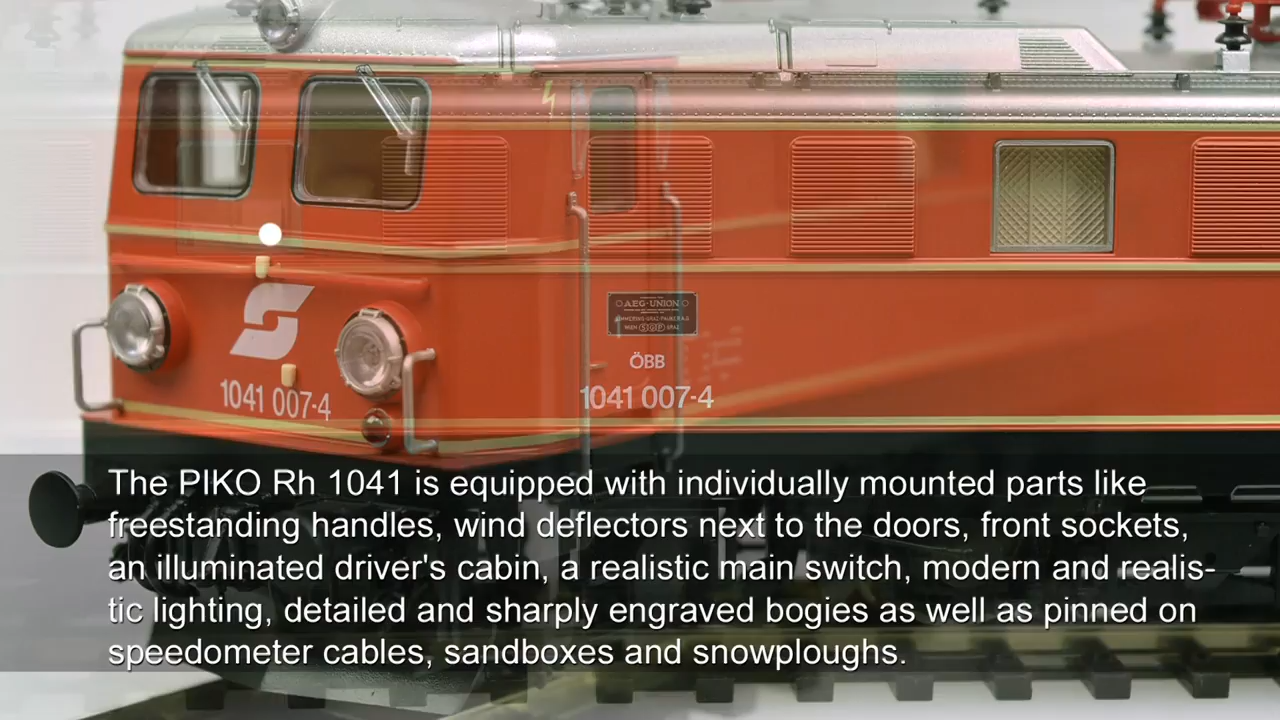 AEG-UNION
WIEN SGP GRAZ
ÖBB
1041 007-4
1041 007-4
The PIKO Rh 1041 is equipped with individually mounted parts like
freestanding handles, wind deflectors next to the doors, front sockets,
an illuminated driver's cabin, a realistic main switch, modern and realis-
tic lighting, detailed and sharply engraved bogies as well as pinned on
speedometer cables, sandboxes and snowploughs.